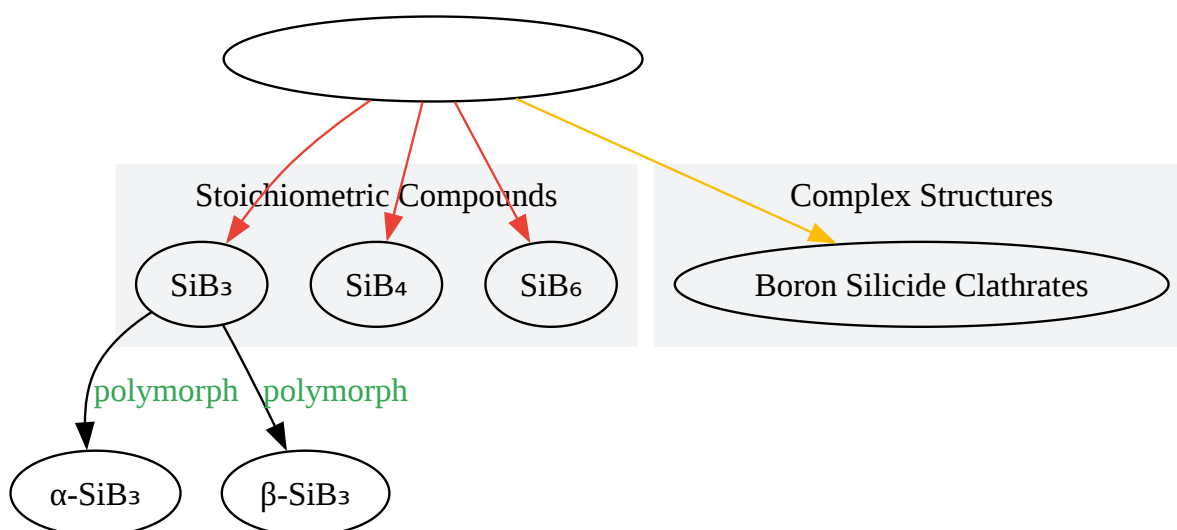 Stoichiometric Compounds
Complex Structures
SiB₃
SiB₄
SiB₆
Boron Silicide Clathrates
polymorph
polymorph
α-SiB₃
β-SiB₃